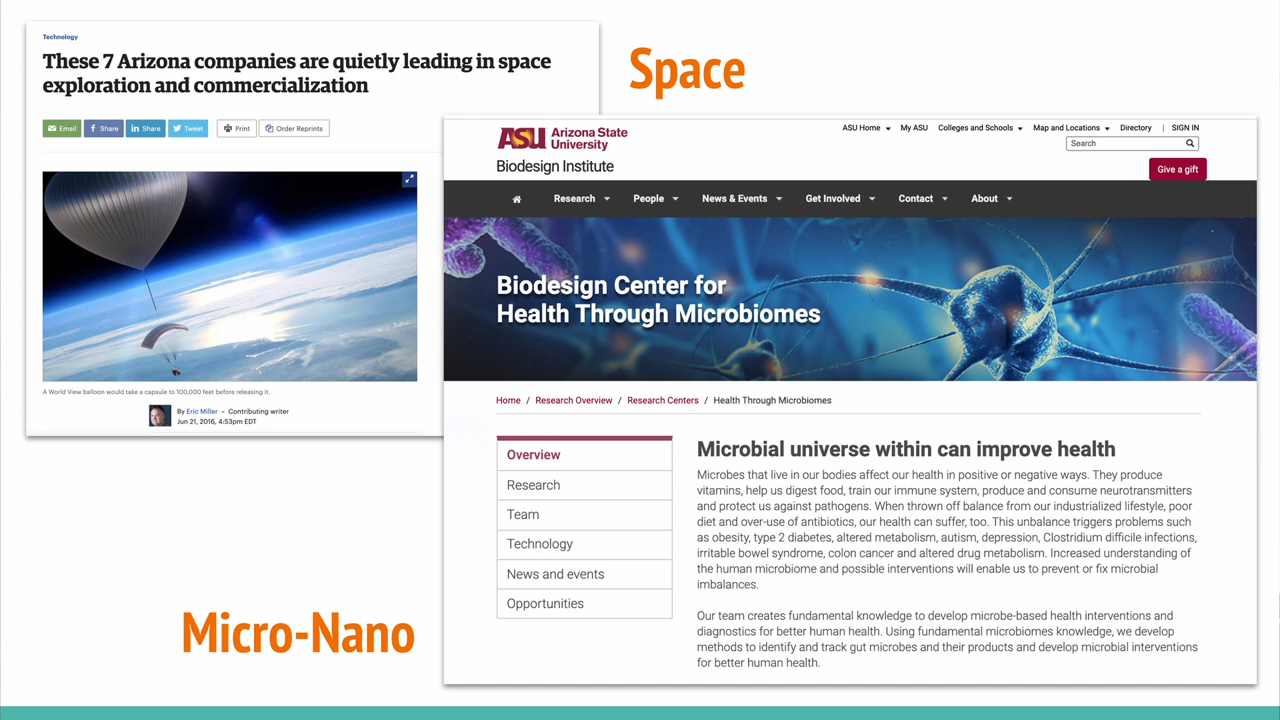 Technology
These 7 Arizona companies are quietly leading in space
exploration and commercialization
Email
Share
Share
Tweet
Print
Order Reprints
A World View balloon would take a capsule to 100,000 feet before releasing it.
By Eric Miller – Contributing writer
Jun 21, 2016, 4:53pm EDT
Space
ASU Arizona State
University
Biodesign Institute
ASU Home My ASU Colleges and Schools Map and Locations Directory | SIGN IN
Search
Give a gift
Research People News & Events Get Involved Contact About
Biodesign Center for
Health Through Microbiomes
Home / Research Overview / Research Centers / Health Through Microbiomes
Overview
Research
Team
Technology
News and events
Opportunities
Microbial universe within can improve health
Microbes that live in our bodies affect our health in positive or negative ways. They produce
vitamins, help us digest food, train our immune system, produce and consume neurotransmitters
and protect us against pathogens. When thrown off balance from our industrialized lifestyle, poor
diet and over-use of antibiotics, our health can suffer, too. This unbalance triggers problems such
as obesity, type 2 diabetes, altered metabolism, autism, depression, Clostridium difficile infections,
irritable bowel syndrome, colon cancer and altered drug metabolism. Increased understanding of
the human microbiome and possible interventions will enable us to prevent or fix microbial
imbalances.
Our team creates fundamental knowledge to develop microbe-based health interventions and
diagnostics for better human health. Using fundamental microbiomes knowledge, we develop
methods to identify and track gut microbes and their products and develop microbial interventions
for better human health.
Micro-Nano